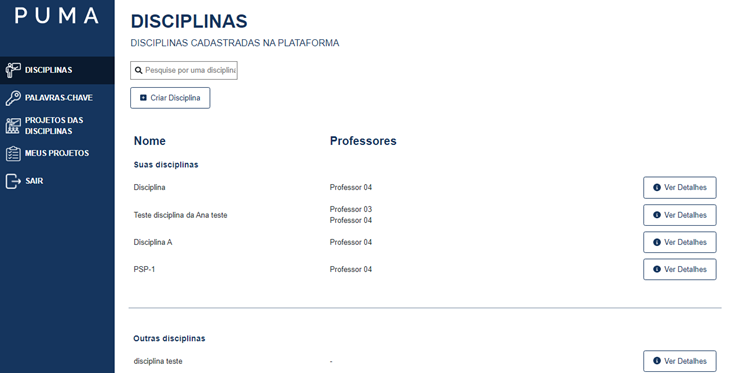 PUMA
DISCIPLINAS
PALAVRAS-CHAVE
PROJETOS DAS
DISCIPLINAS
MEUS PROJETOS
SAIR
DISCIPLINAS
DISCIPLINAS CADASTRADAS NA PLATAFORMA
Pesquise por uma disciplina
Criar Disciplina
Nome Professores
Suas disciplinas
Disciplina Professor 04 Ver Detalhes
Teste disciplina da Ana teste Professor 03 Ver Detalhes
Professor 04
Disciplina A Professor 04 Ver Detalhes
PSP-1 Professor 04 Ver Detalhes
Outras disciplinas
disciplina teste - Ver Detalhes